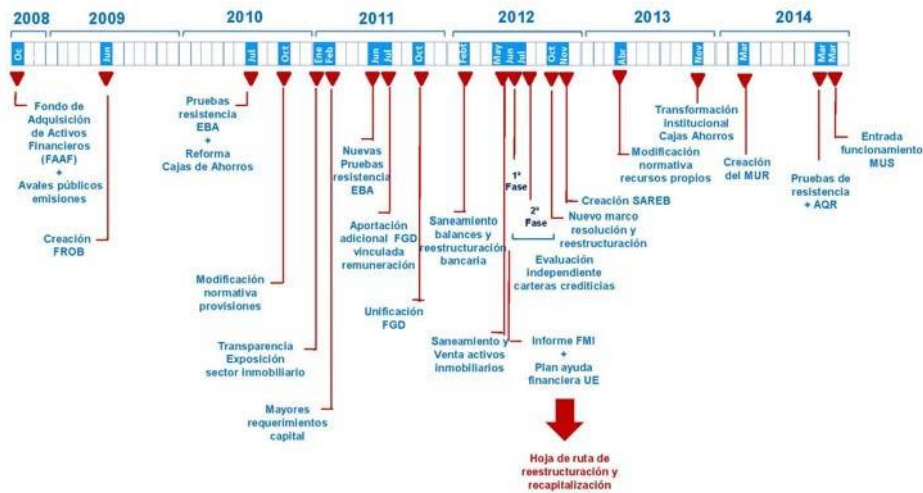 2008
2009
2010
2011
2012
2013
2014
Oc
Jun
Jul
Oct
Ene
Feb
Jun
Jul
Oct
Febt
May
Jun
Jul
Oct
Nov
Abr
Nov
Mar
Mar
Mar
Fondo de
Adquisición
de Activos
Financieros
(FAAF)
+
Avales públicos
emisiones
Creación
FROB
Pruebas
resistencia
EBA
+
Reforma
Cajas de Ahorros
Modificación
normativa
provisiones
Transparencia
Exposición
sector inmobiliario
Mayores
requerimientos
capital
Nuevas
Pruebas
resistencia
EBA
Aportación
adicional FGD
vinculada
remuneración
Unificación
FGD
Saneamiento
balances y
reestructuración
bancaria
Saneamiento y
Venta activos
inmobiliarios
1ª
Fase
2ª
Fase
Evaluación
independiente
carteras crediticias
Informe FMI
+
Plan ayuda
financiera UE
Hoja de ruta de
reestructuración y
recapitalización
Creación SAREB
Nuevo marco
resolución y
reestructuración
Modificación
normativa
recursos propios
Transformación
institucional
Cajas Ahorros
Creación
del MUR
Pruebas de
resistencia
+ AQR
Entrada
funcionamiento
MUS